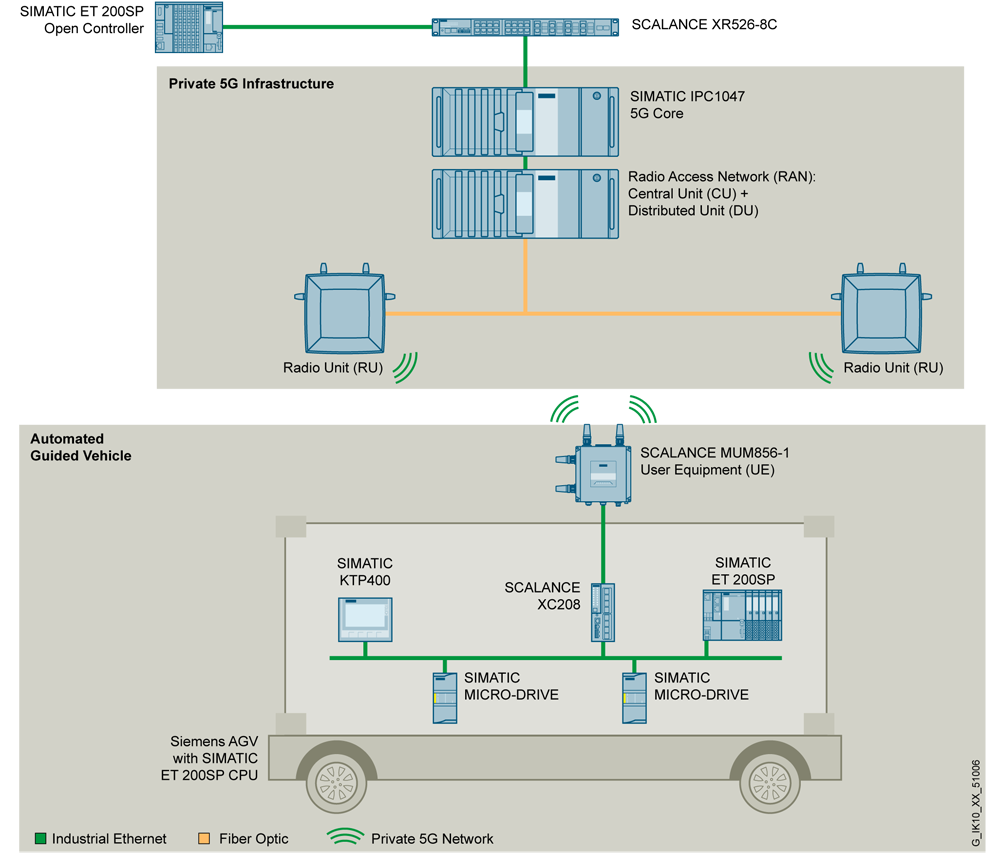 SIMATIC ET 200SP
Open Controller
SCALANCE XR526-8C
Private 5G Infrastructure
SIMATIC IPC1047
5G Core
Radio Access Network (RAN):
Central Unit (CU) +
Distributed Unit (DU)
Radio Unit (RU)
Radio Unit (RU)
Automated
Guided Vehicle
SCALANCE MUM856-1
User Equipment (UE)
SIMATIC
KTP400
SCALANCE
XC208
SIMATIC
ET 200SP
SIMATIC
MICRO-DRIVE
SIMATIC
MICRO-DRIVE
Siemens AGV
with SIMATIC
ET 200SP CPU
Industrial Ethernet
Fiber Optic
Private 5G Network
G_IK10_XX_51006